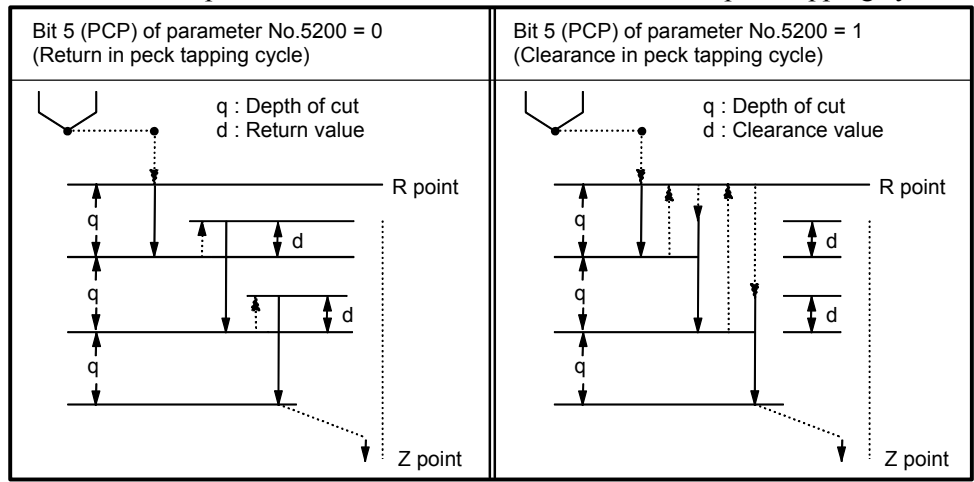 Bit 5 (PCP) of parameter No.5200 = 0
(Return in peck tapping cycle)
q : Depth of cut
d : Return value
R point
q
d
q
d
q
Z point
Bit 5 (PCP) of parameter No.5200 = 1
(Clearance in peck tapping cycle)
q : Depth of cut
d : Clearance value
R point
q
d
q
d
q
Z point